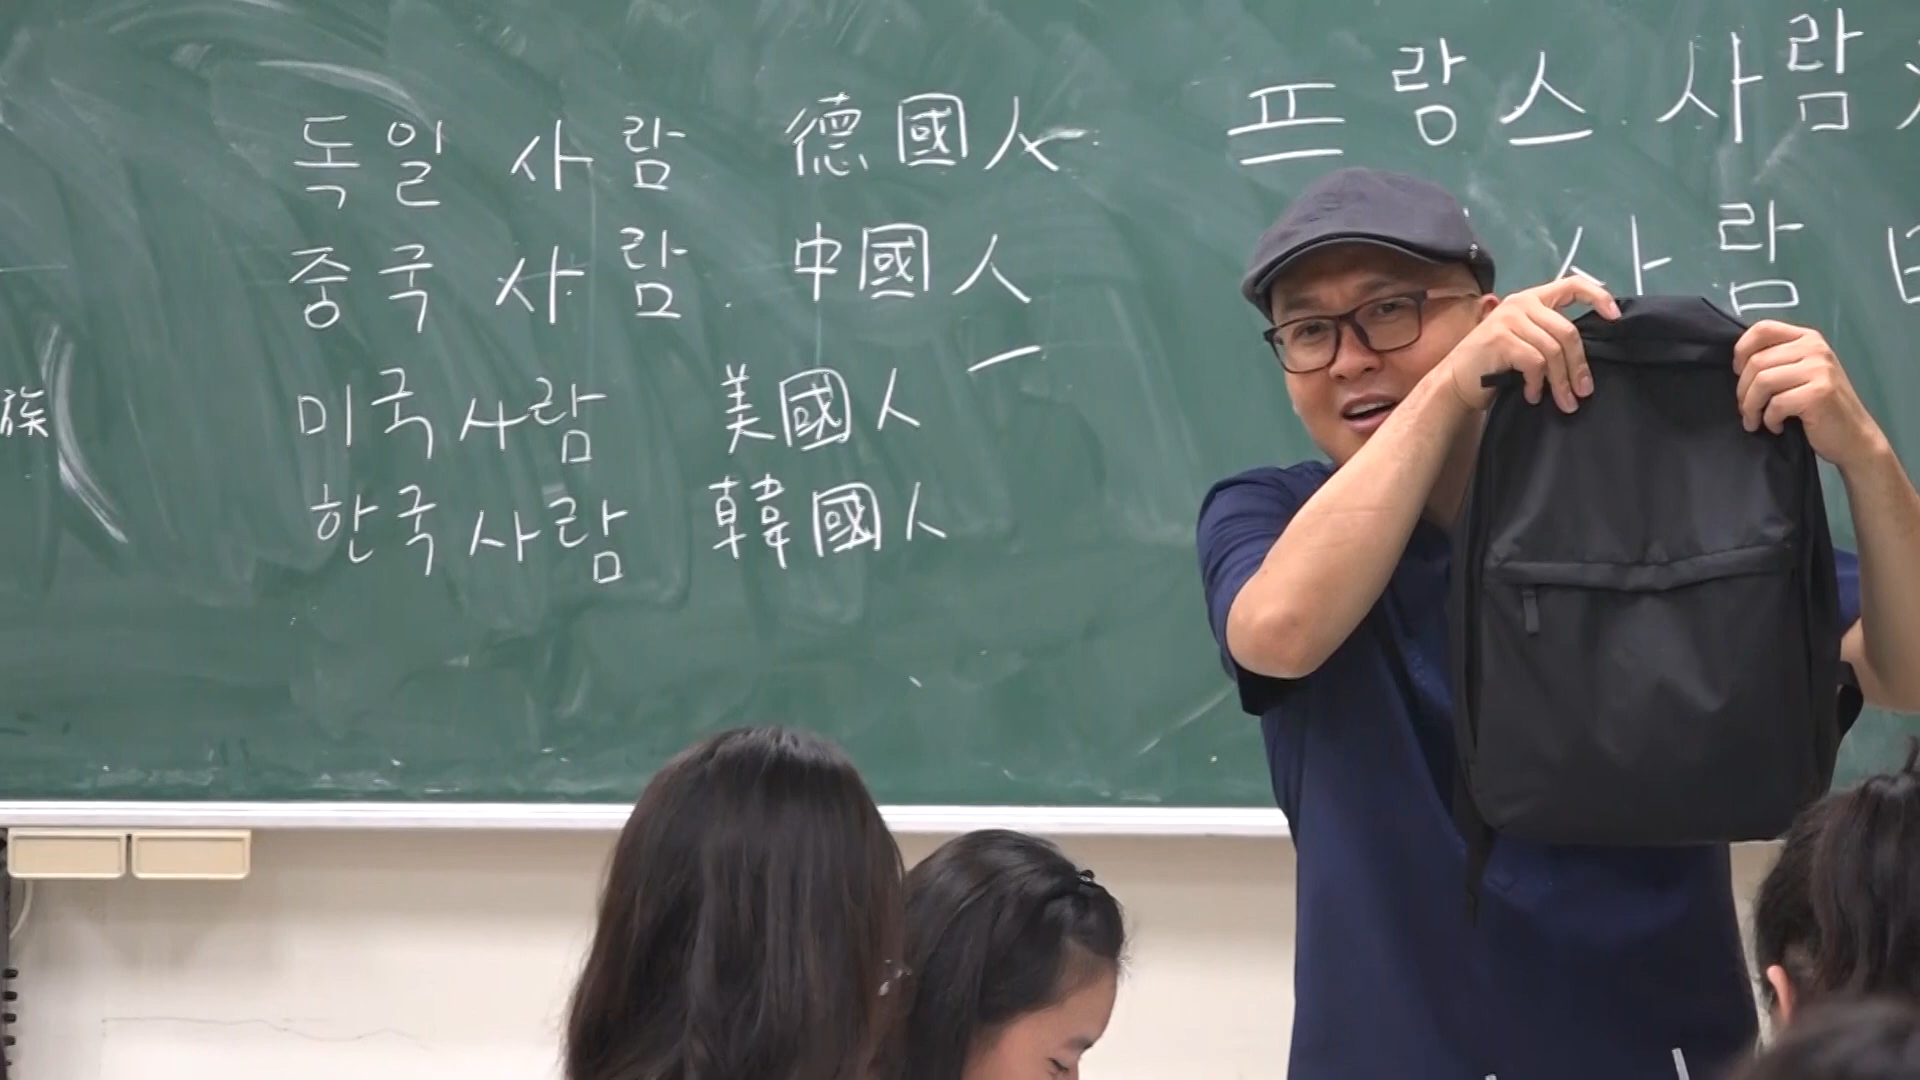 독일 사람 德國人
중국 사람. 中國人
미국사람 美國人
한국사람 韓國人
族
프랑스 사람
사람